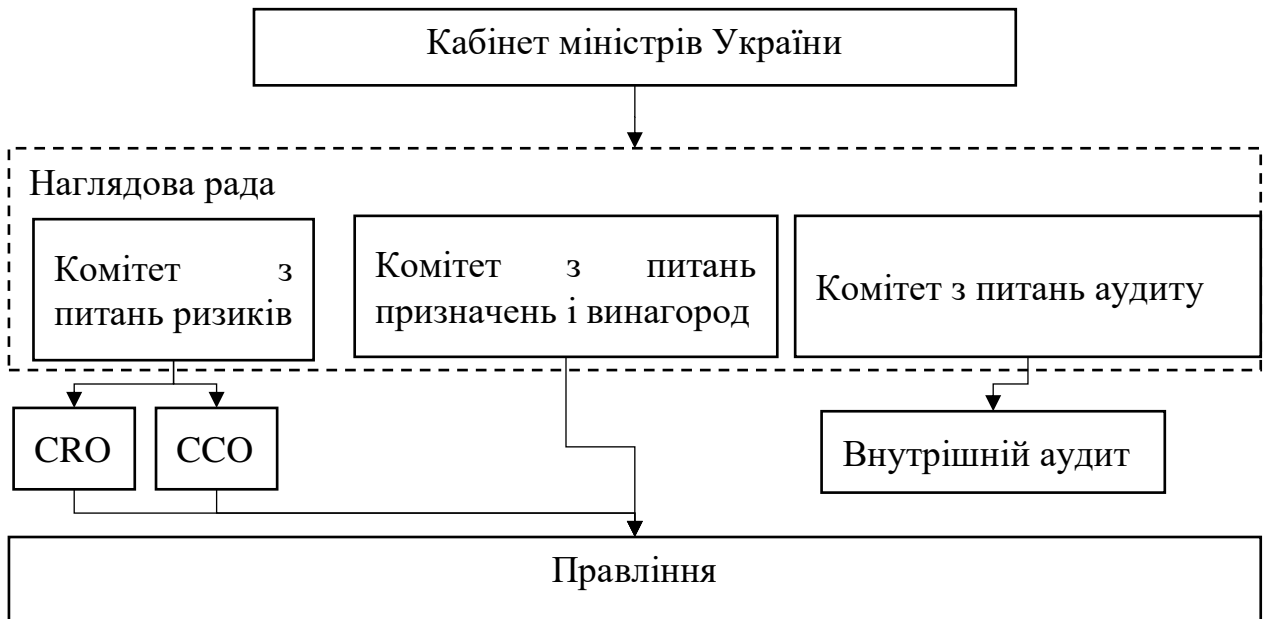 Кабінет міністрів України
Наглядова рада
Комітет з
питань ризиків
Комітет з питань
призначень і винагород
Комітет з питань аудиту
CRO
CCO
Внутрішній аудит
Правління